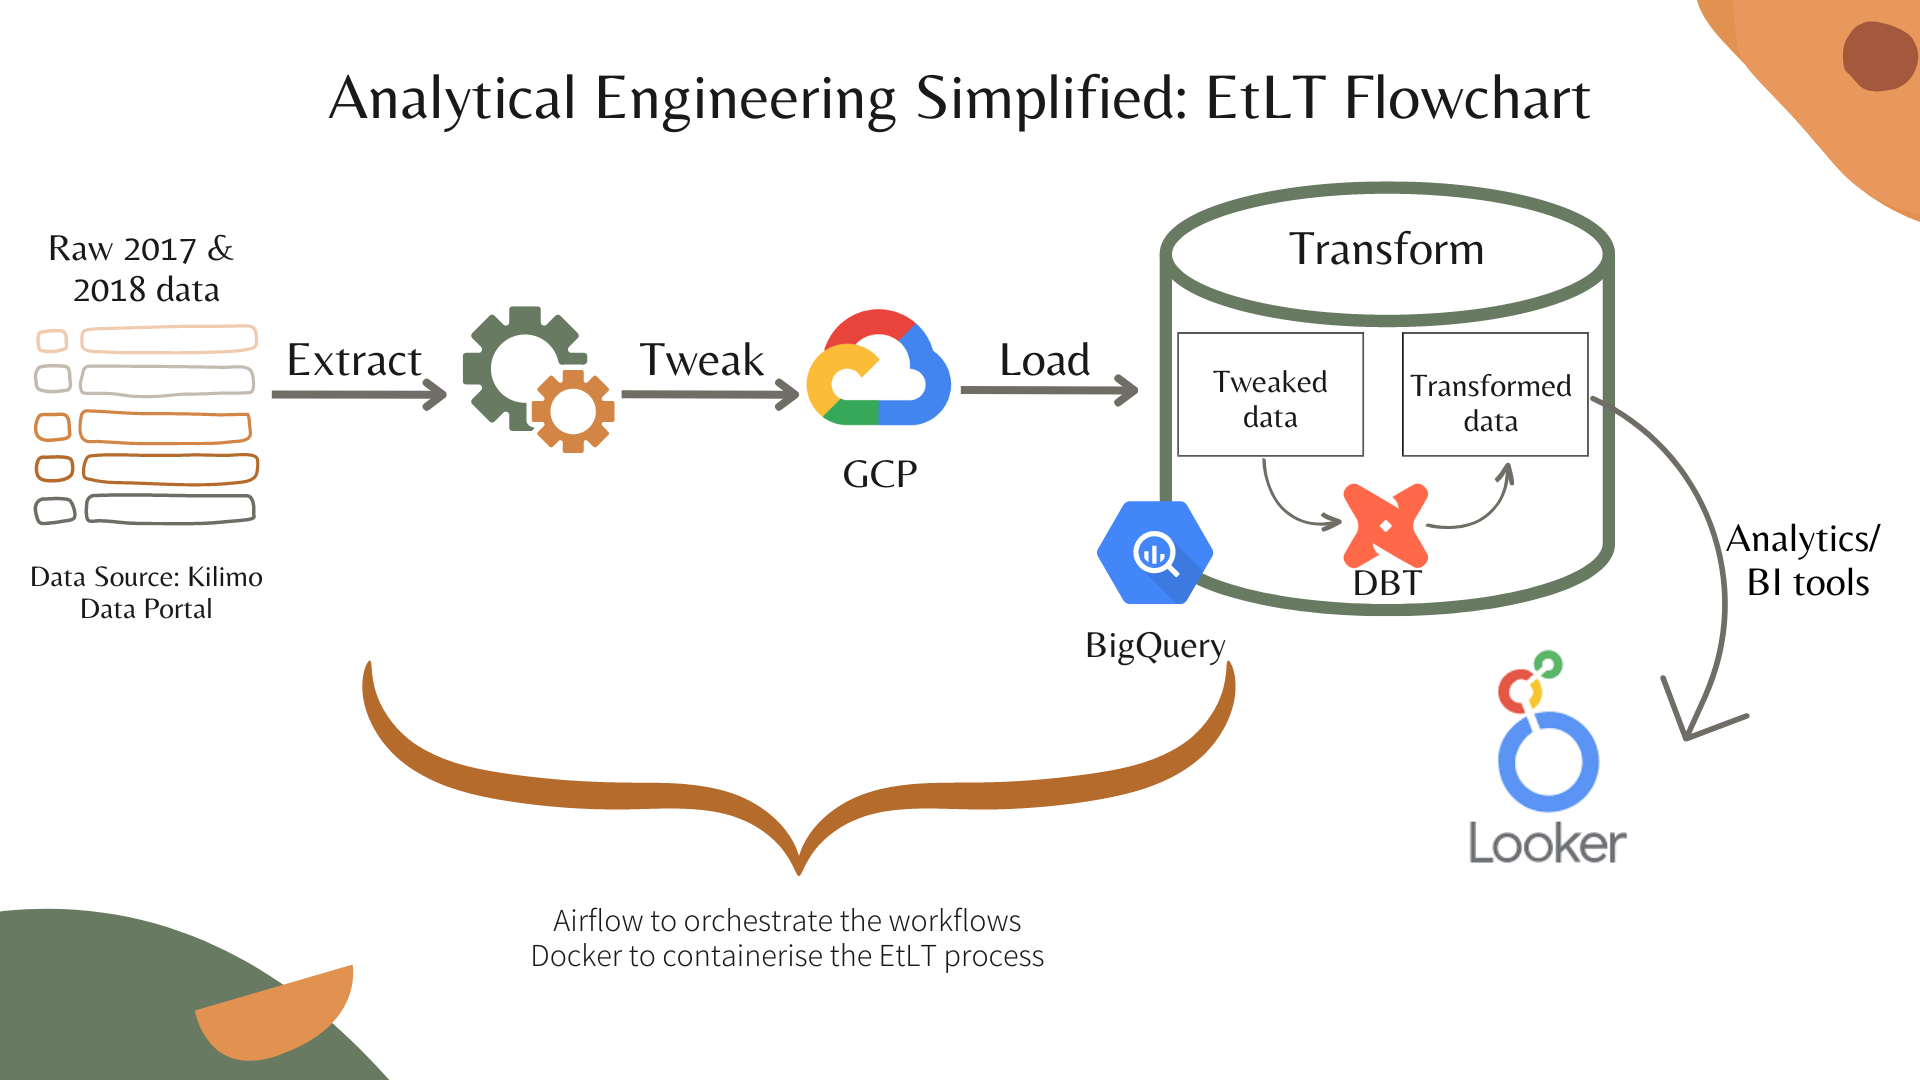 Analytical Engineering Simplified: EtLT Flowchart
Raw 2017 &
2018 data
Data Source: Kilimo
Data Portal
Extract
Tweak
GCP
Load
Transform
Tweaked
data
Transformed
data
DBT
BigQuery
Analytics/
BI tools
Looker
Airflow to orchestrate the workflows
Docker to containerise the EtLT process